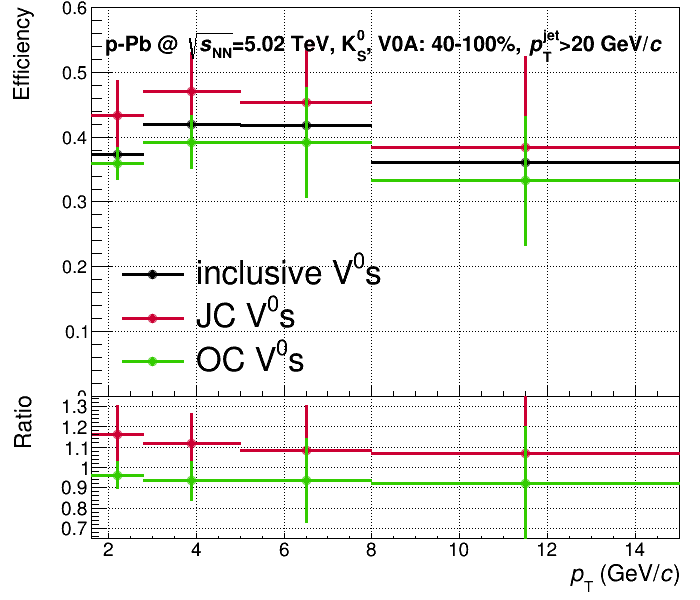 p-Pb @ √sNN=5.02 TeV, K0S, V0A: 40-100%, pTjet>20 GeV/c
Efficiency
0.6
0.5
0.4
0.3
0.2
0.1
inclusive V0s
JC V0s
OC V0s
Ratio
1.3
1.2
1.1
1
0.9
0.8
0.7
2 4 6 8 10 12 14
pT (GeV/c)